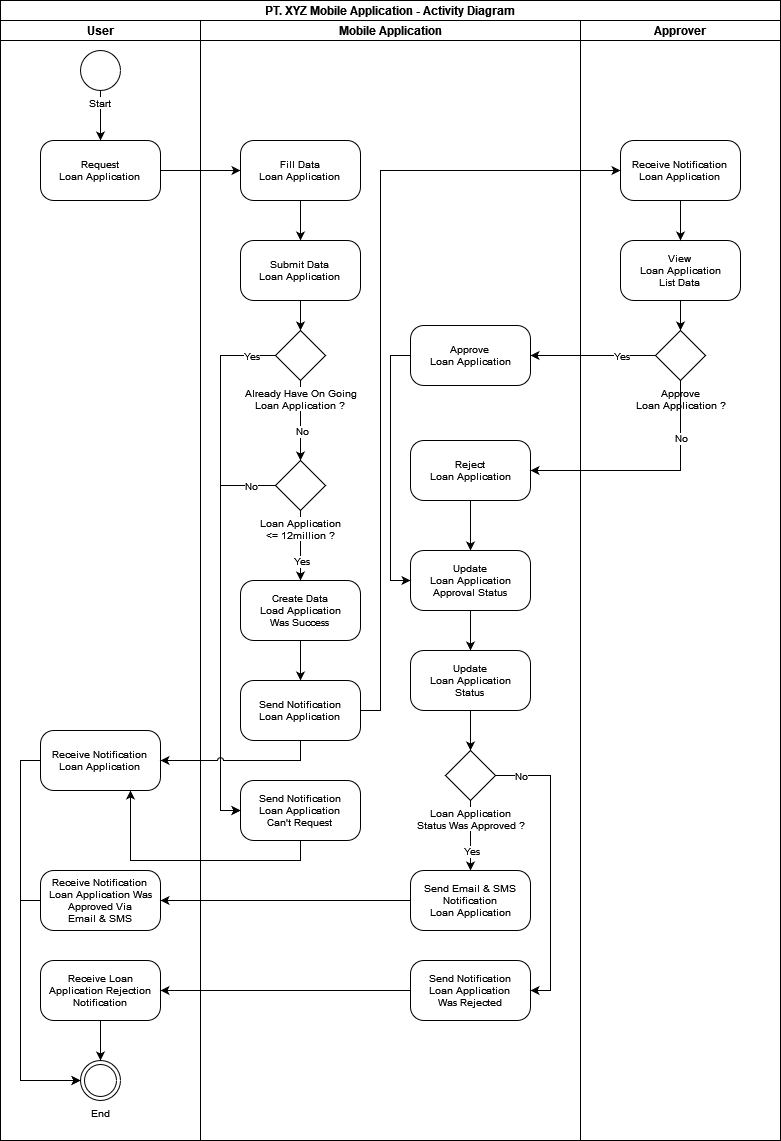 PT. XYZ Mobile Application - Activity Diagram
User
Mobile Application
Approver
Start
Request
Loan Application
Fill Data
Loan Application
Receive Notification
Loan Application
Submit Data
Loan Application
View
Loan Application
List Data
Yes
Already Have On Going
Loan Application ?
No
Approve
Loan Application
Yes
Approve
Loan Application ?
No
Reject
Loan Application
No
Loan Application
<= 12million ?
Yes
Create Data
Load Application
Was Success
Update
Loan Application
Approval Status
Send Notification
Loan Application
Update
Loan Application
Status
Receive Notification
Loan Application
Send Notification
Loan Application
Can't Request
No
Loan Application
Status Was Approved ?
Yes
Receive Notification
Loan Application Was
Approved Via
Email & SMS
Send Email & SMS
Notification
Loan Application
Receive Loan
Application Rejection
Notification
Send Notification
Loan Application
Was Rejected
End